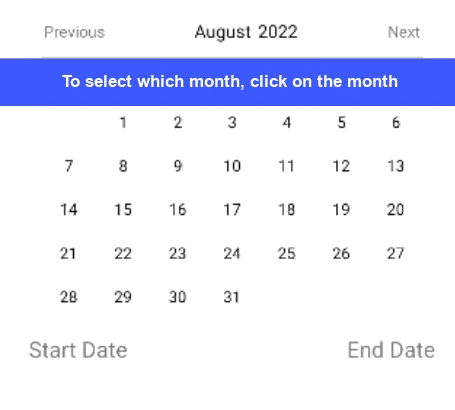 Previous August 2022 Next
To select which month, click on the month
1 2 3 4 5 6
7 8 9 10 11 12 13
14 15 16 17 18 19 20
21 22 23 24 25 26 27
28 29 30 31
Start Date End Date